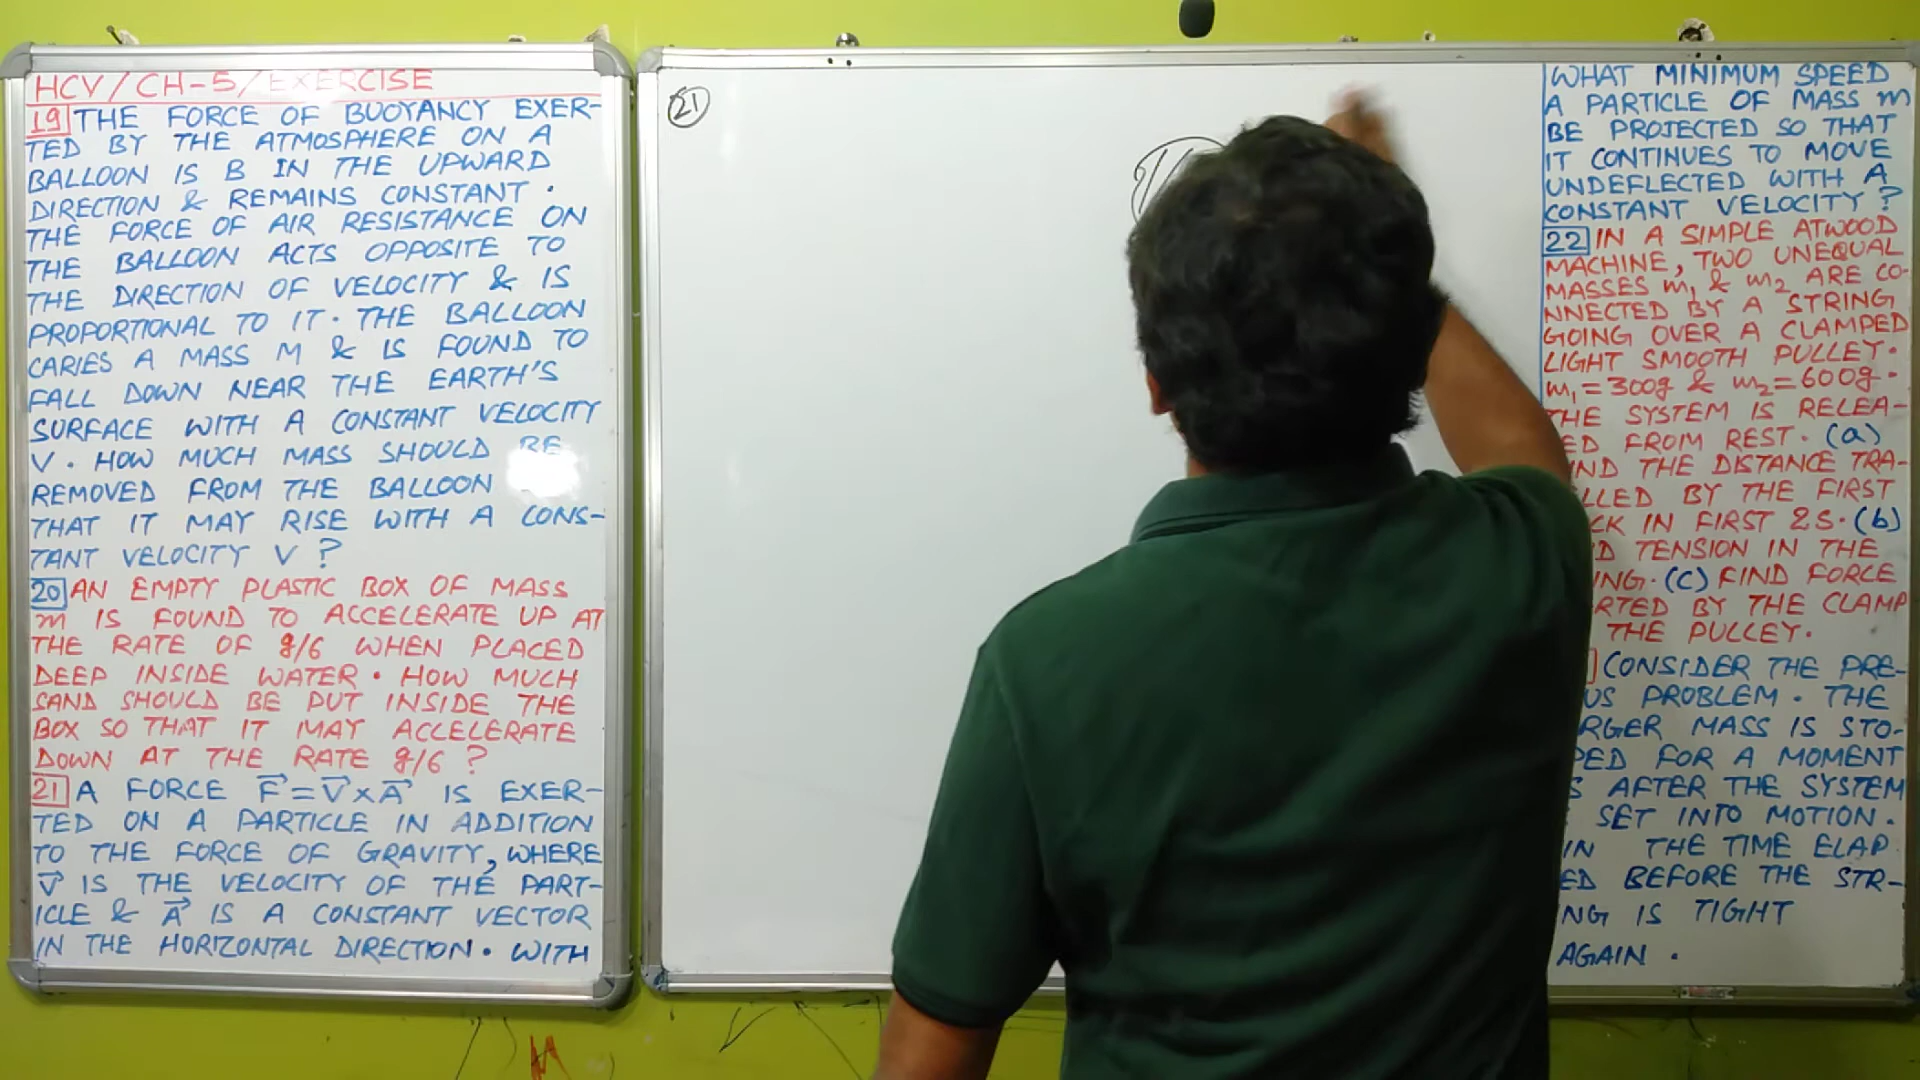 HCV/CH-5/EXERCISE
19 THE FORCE OF BUOYANCY EXER-
TED BY THE ATMOSPHERE ON A
BALLOON IS B IN THE UPWARD
DIRECTION & REMAINS CONSTANT.
THE FORCE OF AIR RESISTANCE ON
THE BALLOON ACTS OPPOSITE TO
THE DIRECTION OF VELOCITY & IS
PROPORTIONAL TO IT. THE BALLOON
CARIES A MASS M & IS FOUND TO
FALL DOWN NEAR THE EARTH'S
SURFACE WITH A CONSTANT VELOCITY
V. HOW MUCH MASS SHOULD BE
REMOVED FROM THE BALLOON
THAT IT MAY RISE WITH A CONS-
TANT VELOCITY V?
20 AN EMPTY PLASTIC BOX OF MASS
m IS FOUND TO ACCELERATE UP AT
THE RATE OF g/6 WHEN PLACED
DEEP INSIDE WATER. HOW MUCH
SAND SHOULD BE PUT INSIDE THE
BOX SO THAT IT MAY ACCELERATE
DOWN AT THE RATE g/6?
21 A FORCE F⃗ = V⃗ × A⃗ IS EXER-
TED ON A PARTICLE IN ADDITION
TO THE FORCE OF GRAVITY, WHERE
V⃗ IS THE VELOCITY OF THE PART-
ICLE & A⃗ IS A CONSTANT VECTOR
IN THE HORIZONTAL DIRECTION. WITH
21
WHAT MINIMUM SPEED
A PARTICLE OF MASS m
BE PROJECTED SO THAT
IT CONTINUES TO MOVE
UNDEFLECTED WITH A
CONSTANT VELOCITY?
22 IN A SIMPLE ATWOOD
MACHINE, TWO UNEQUAL
MASSES m₁ & m₂ ARE CO-
NNECTED BY A STRING
GOING OVER A CLAMPED
LIGHT SMOOTH PULLEY.
m₁ = 300g & m₂ = 600g.
THE SYSTEM IS RELEA-
ED FROM REST. (a)
ND THE DISTANCE TRA-
LLED BY THE FIRST
CK IN FIRST 2S. (b)
D TENSION IN THE
ING. (c) FIND FORCE
RTED BY THE CLAMP
THE PULLEY.
CONSIDER THE PRE-
US PROBLEM. THE
RGER MASS IS STO-
PED FOR A MOMENT
S AFTER THE SYSTEM
SET INTO MOTION.
IN THE TIME ELAP
ED BEFORE THE STR-
NG IS TIGHT
AGAIN.